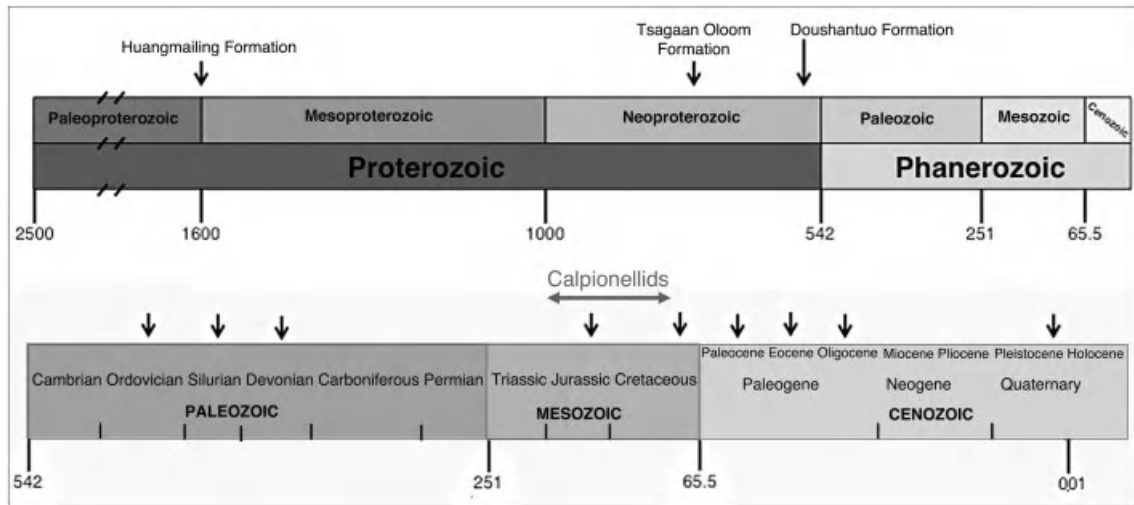 Huangmailing Formation
Tsagaan Oloom
Formation
Doushantuo Formation
Paleoproterozoic Mesoproterozoic Neoproterozoic Paleozoic Mesozoic Cenozoic
Proterozoic Phanerozoic
2500 1600 1000 542 251 65.5
Calpionellids
Paleocene Eocene Oligocene Miocene Pliocene Pleistocene Holocene
Cambrian Ordovician Silurian Devonian Carboniferous Permian Triassic Jurassic Cretaceous Paleogene Neogene Quaternary
PALEOZOIC MESOZOIC CENOZOIC
542 251 65.5 0,01